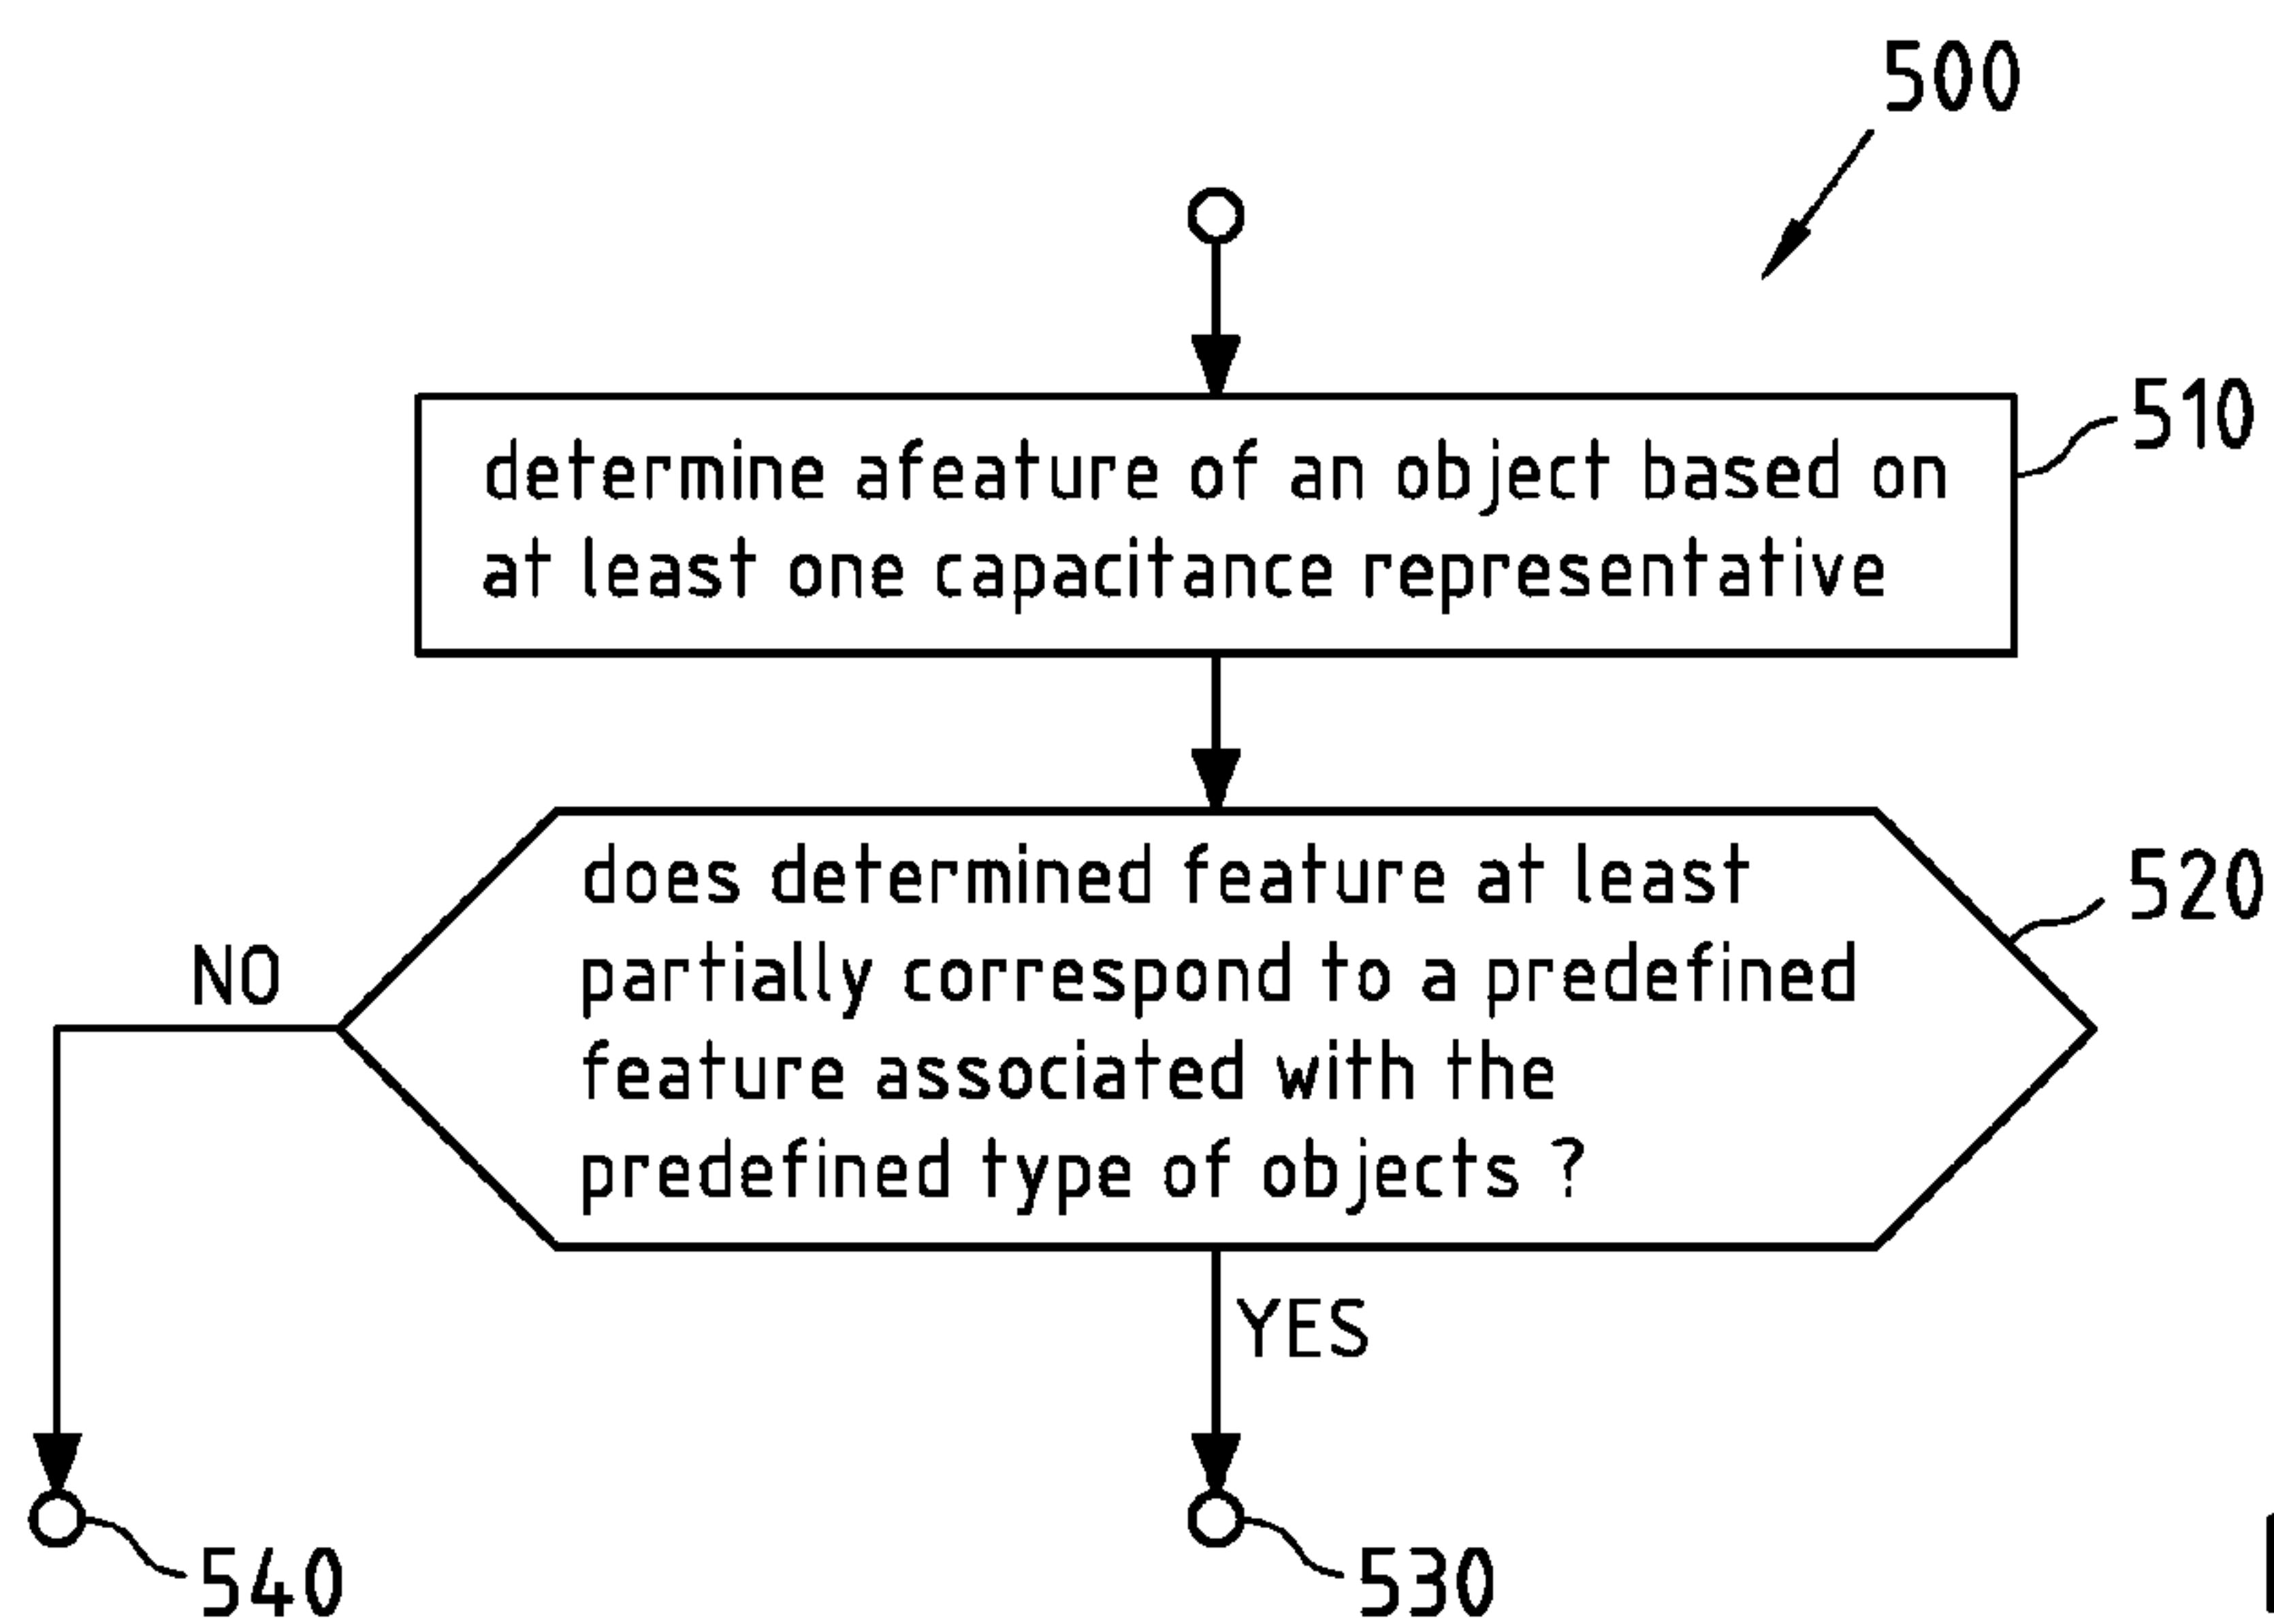 500
determine afeature of an object based on
at least one capacitance representative
510
does determined feature at least
partially correspond to a predefined
feature associated with the
predefined type of objects ?
520
NO
YES
540
530